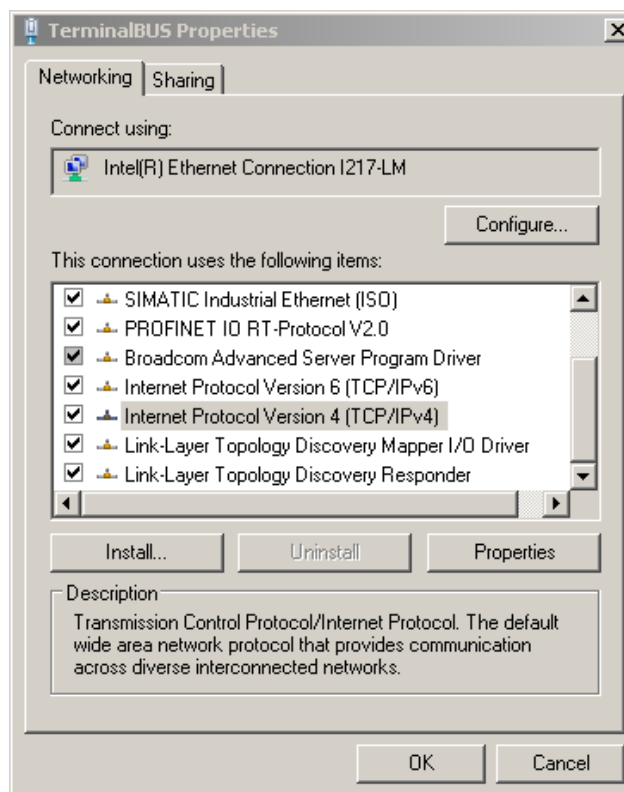 TerminalBUS Properties
Networking
Sharing
Connect using:
Intel(R) Ethernet Connection I217-LM
Configure...
This connection uses the following items:
SIMATIC Industrial Ethernet (ISO)
PROFINET IO RT-Protocol V2.0
Broadcom Advanced Server Program Driver
Internet Protocol Version 6 (TCP/IPv6)
Internet Protocol Version 4 (TCP/IPv4)
Link-Layer Topology Discovery Mapper I/O Driver
Link-Layer Topology Discovery Responder
Install...
Uninstall
Properties
Description
Transmission Control Protocol/Internet Protocol. The default
wide area network protocol that provides communication
across diverse interconnected networks.
OK
Cancel